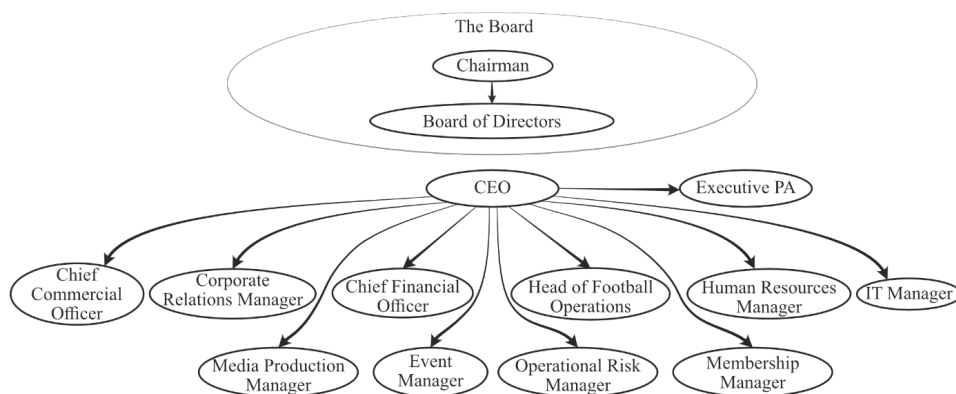 The Board
Chairman
Board of Directors
CEO
Executive PA
Chief
Commercial
Officer
Corporate
Relations Manager
Chief Financial
Officer
Head of Football
Operations
Human Resources
Manager
IT Manager
Media Production
Manager
Event
Manager
Operational Risk
Manager
Membership
Manager